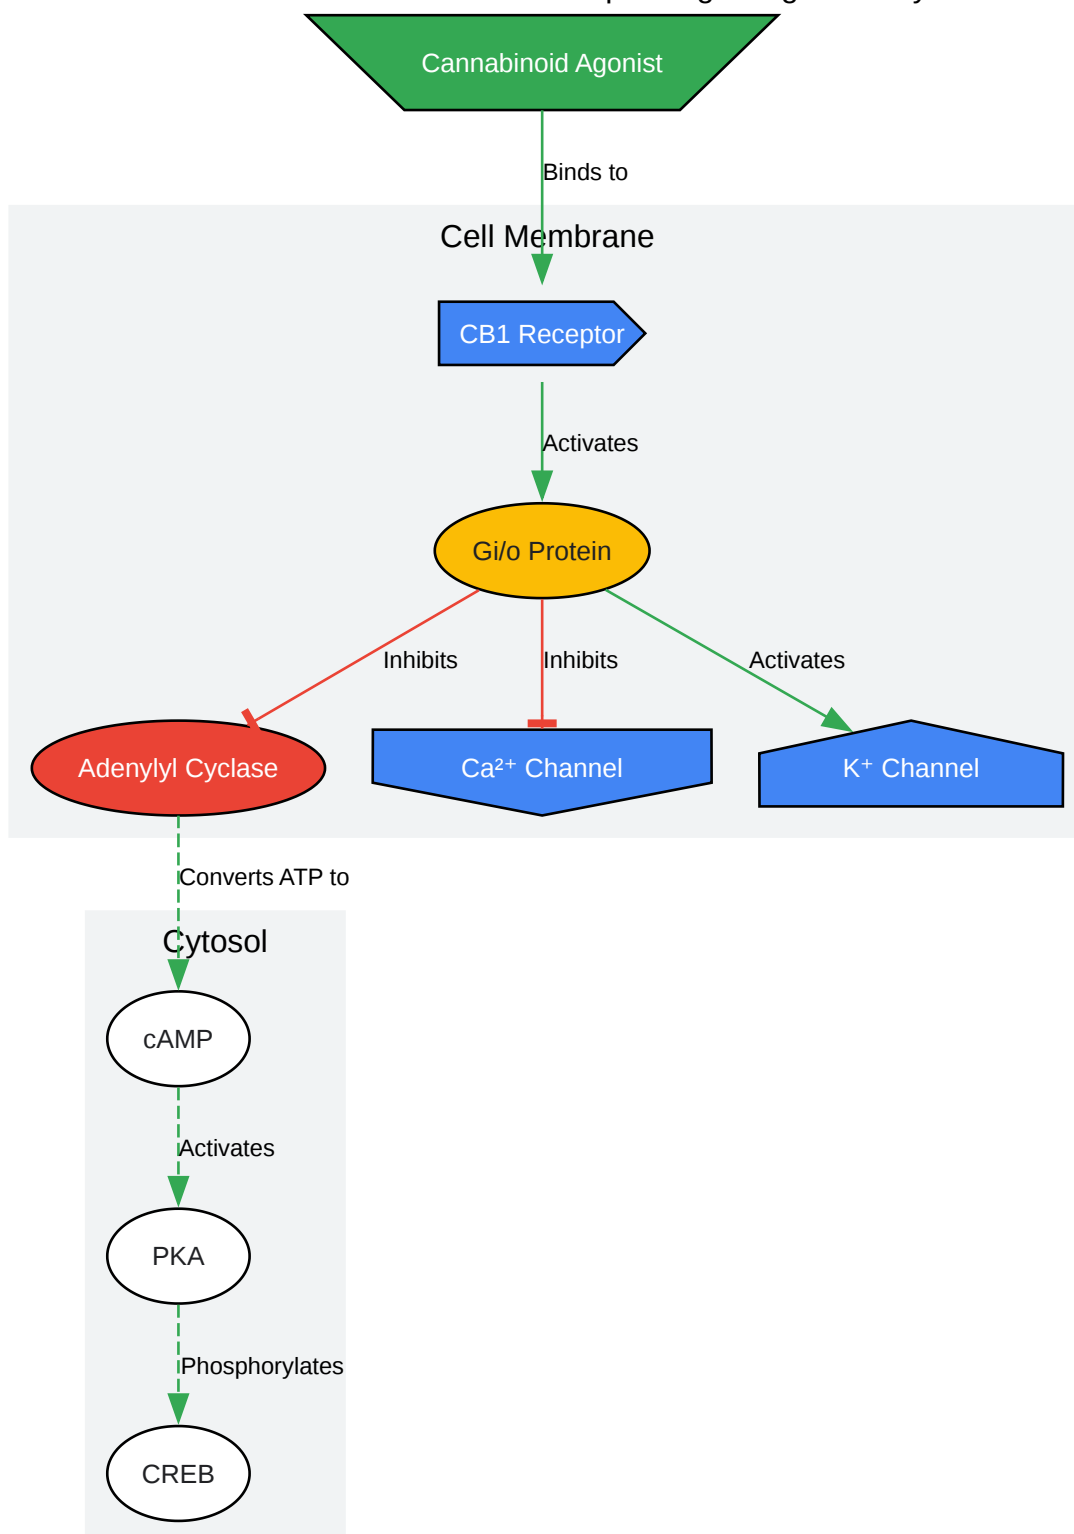 Cannabinoid Agonist
Binds to
Cell Membrane
CB1 Receptor
Activates
Gi/o Protein
Inhibits
Inhibits
Activates
Adenylyl Cyclase
Ca²⁺ Channel
K⁺ Channel
Converts ATP to
Cytosol
cAMP
Activates
PKA
Phosphorylates
CREB